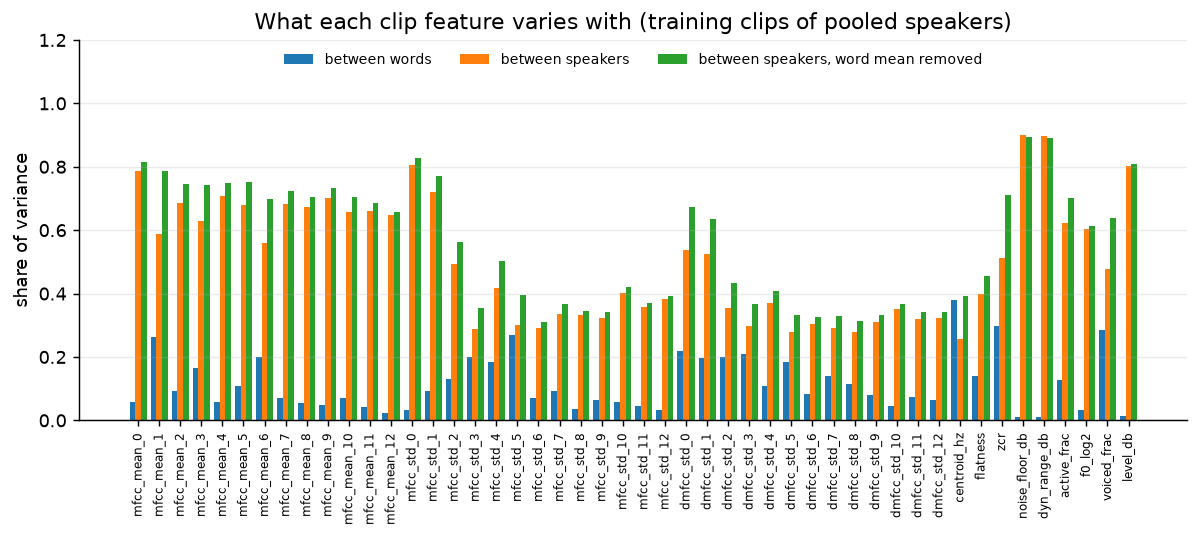 What each clip feature varies with (training clips of pooled speakers)
between words
between speakers
between speakers, word mean removed
share of variance
1.2
1.0
0.8
0.6
0.4
0.2
0.0
mfcc_mean_0
mfcc_mean_1
mfcc_mean_2
mfcc_mean_3
mfcc_mean_4
mfcc_mean_5
mfcc_mean_6
mfcc_mean_7
mfcc_mean_8
mfcc_mean_9
mfcc_mean_10
mfcc_mean_11
mfcc_mean_12
mfcc_std_0
mfcc_std_1
mfcc_std_2
mfcc_std_3
mfcc_std_4
mfcc_std_5
mfcc_std_6
mfcc_std_7
mfcc_std_8
mfcc_std_9
mfcc_std_10
mfcc_std_11
mfcc_std_12
dmfcc_std_0
dmfcc_std_1
dmfcc_std_2
dmfcc_std_3
dmfcc_std_4
dmfcc_std_5
dmfcc_std_6
dmfcc_std_7
dmfcc_std_8
dmfcc_std_9
dmfcc_std_10
dmfcc_std_11
dmfcc_std_12
centroid_hz
flatness
zcr
noise_floor_db
dyn_range_db
active_frac
f0_log2
voiced_frac
level_db